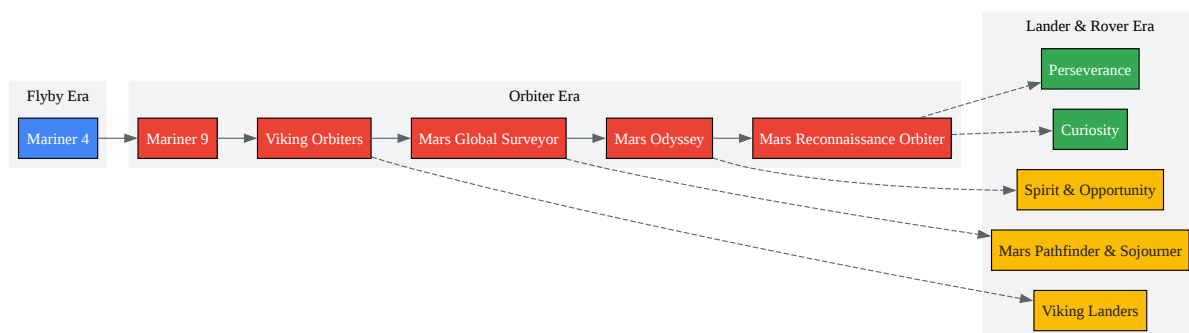 Flyby Era
Mariner 4
Orbiter Era
Mariner 9
Viking Orbiters
Mars Global Surveyor
Mars Odyssey
Mars Reconnaissance Orbiter
Lander & Rover Era
Perseverance
Curiosity
Spirit & Opportunity
Mars Pathfinder & Sojourner
Viking Landers